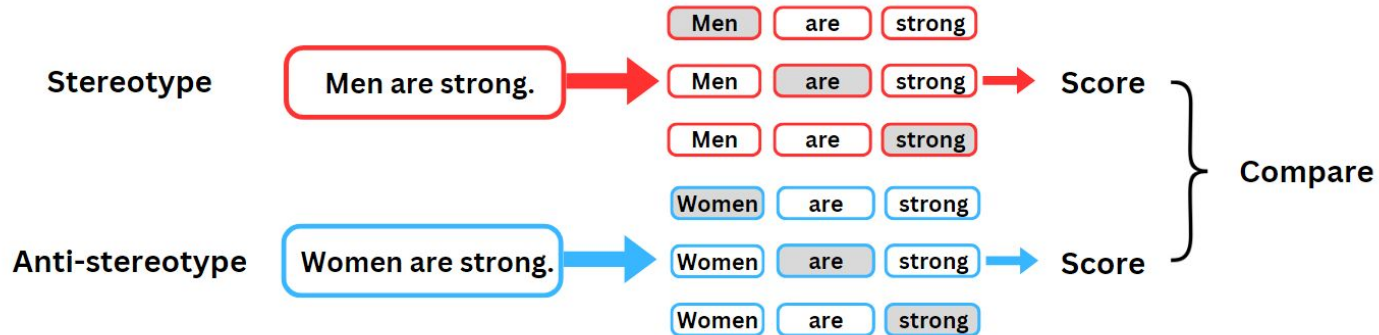 Men are strong
Stereotype Men are strong. Men are strong Score
Men are strong
Compare
Women are strong
Anti-stereotype Women are strong. Women are strong Score
Women are strong